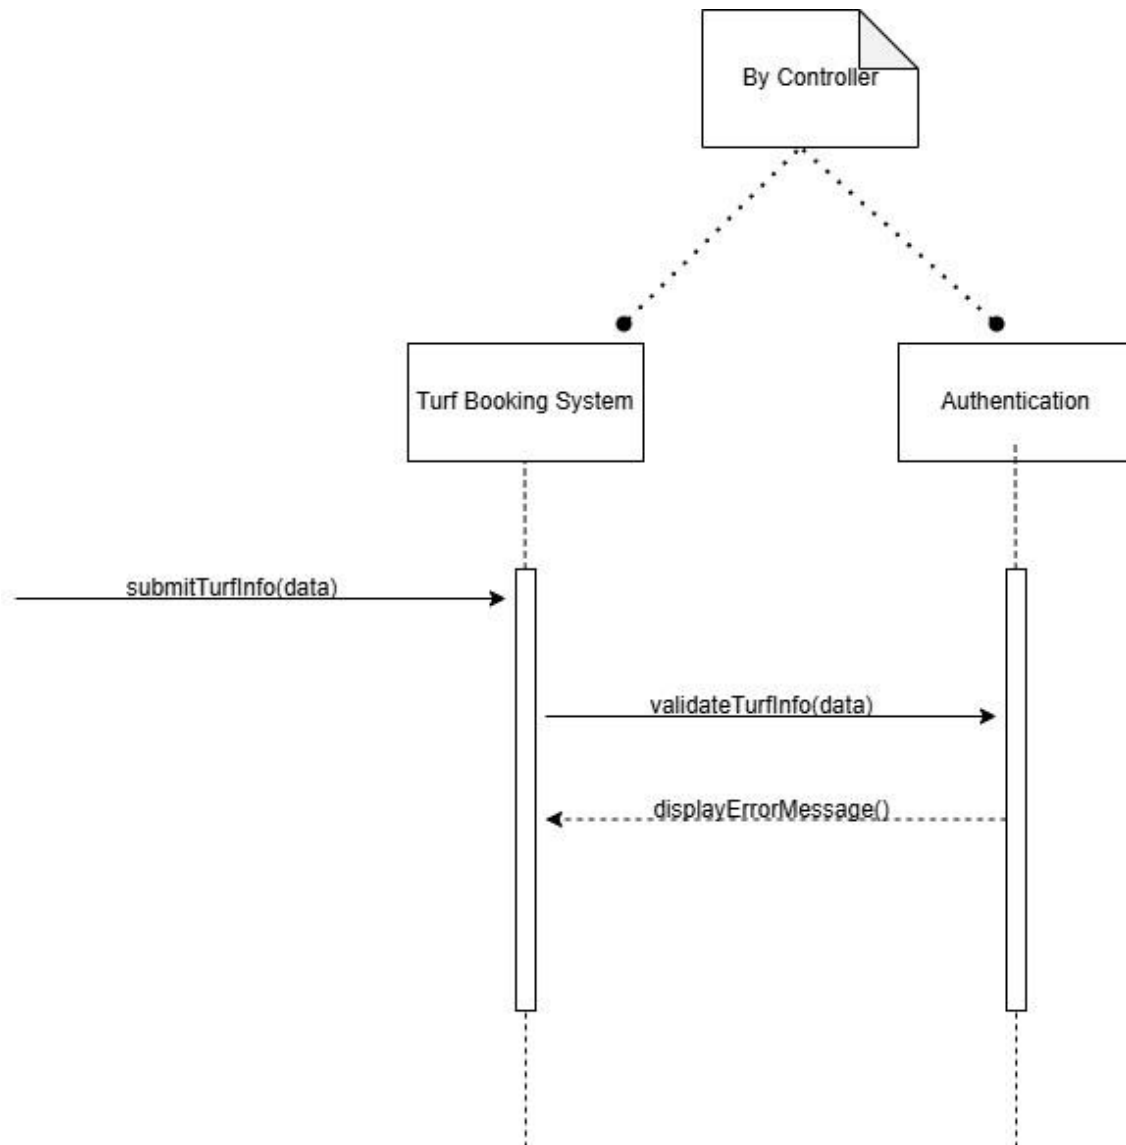 By Controller
Turf Booking System
Authentication
submitTurfInfo(data)
validateTurfInfo(data)
displayErrorMessage()